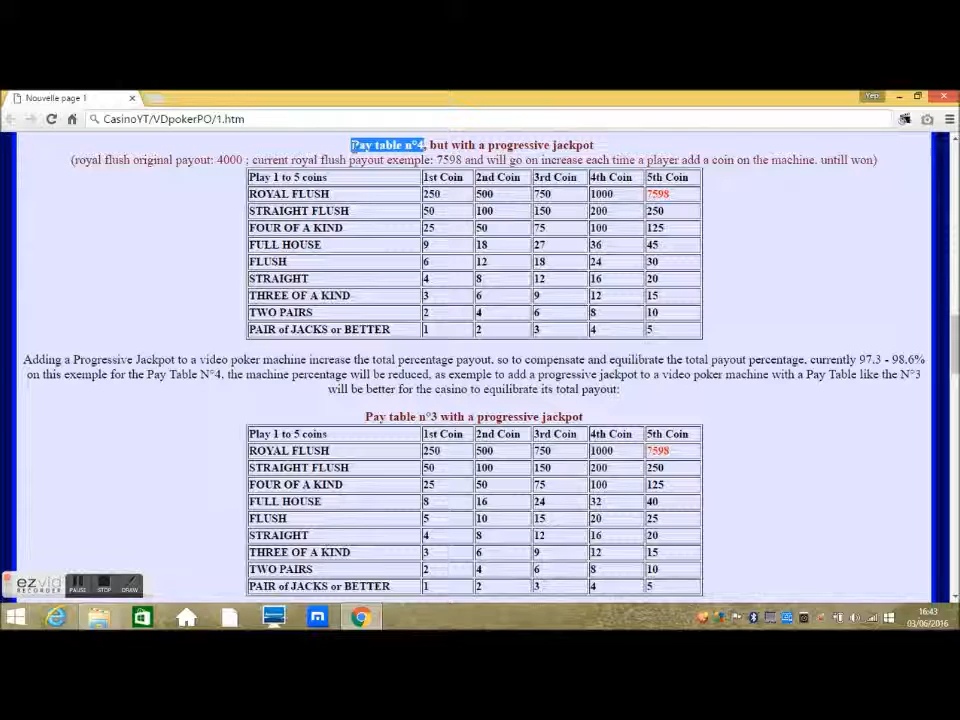 Nouvelle page 1
Yep
CasinoYT/VDpokerPO/1.htm
Pay table n°4, but with a progressive jackpot
(royal flush original payout: 4000 ; current royal flush payout exemple: 7598 and will go on increase each time a player add a coin on the machine. untill won)
Play 1 to 5 coins 1st Coin 2nd Coin 3rd Coin 4th Coin 5th Coin
ROYAL FLUSH 250 500 750 1000 7598
STRAIGHT FLUSH 50 100 150 200 250
FOUR OF A KIND 25 50 75 100 125
FULL HOUSE 9 18 27 36 45
FLUSH 6 12 18 24 30
STRAIGHT 4 8 12 16 20
THREE OF A KIND 3 6 9 12 15
TWO PAIRS 2 4 6 8 10
PAIR of JACKS or BETTER 1 2 3 4 5
Adding a Progressive Jackpot to a video poker machine increase the total percentage payout, so to compensate and equilibrate the total payout percentage, currently 97,3 - 98.6%
on this exemple for the Pay Table N°4, the machine percentage will be reduced, as exemple to add a progressive jackpot to a video poker machine with a Pay Table like the N°3
will be better for the casino to equilibrate its total payout:
Pay table n°3 with a progressive jackpot
Play 1 to 5 coins 1st Coin 2nd Coin 3rd Coin 4th Coin 5th Coin
ROYAL FLUSH 250 500 750 1000 7598
STRAIGHT FLUSH 50 100 150 200 250
FOUR OF A KIND 25 50 75 100 125
FULL HOUSE 8 16 24 32 40
FLUSH 5 10 15 20 25
STRAIGHT 4 8 12 16 20
THREE OF A KIND 3 6 9 12 15
TWO PAIRS 2 4 6 8 10
PAIR of JACKS or BETTER 1 2 3 4 5
ezvid
RECORDER
PAUSE STOP DRAW
16:43
03/06/2016